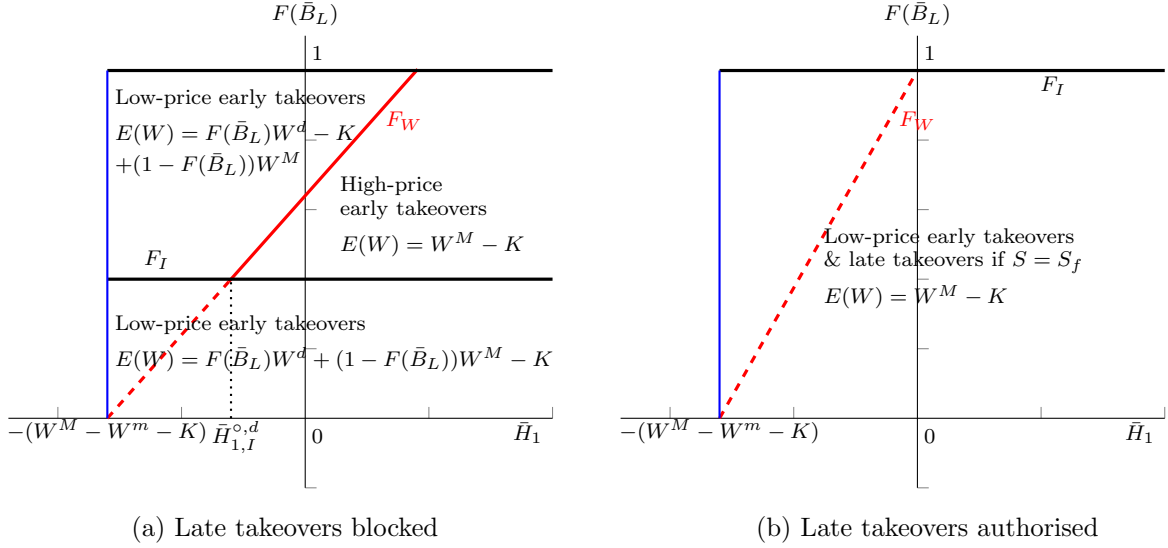 F(B̄_L)
1
Low-price early takeovers
E(W) = F(B̄_L)W^d − K
+(1 − F(B̄_L))W^M
F_W
High-price
early takeovers
E(W) = W^M − K
F_I
Low-price early takeovers
E(W) = F(B̄_L)W^d + (1 − F(B̄_L))W^M − K
−(W^M − W^m − K)
H̄_{1,I}^{∘,d}
0
H̄_1
(a) Late takeovers blocked
F(B̄_L)
1
F_I
F_W
Low-price early takeovers
& late takeovers if S = S_f
E(W) = W^M − K
−(W^M − W^m − K)
0
H̄_1
(b) Late takeovers authorised